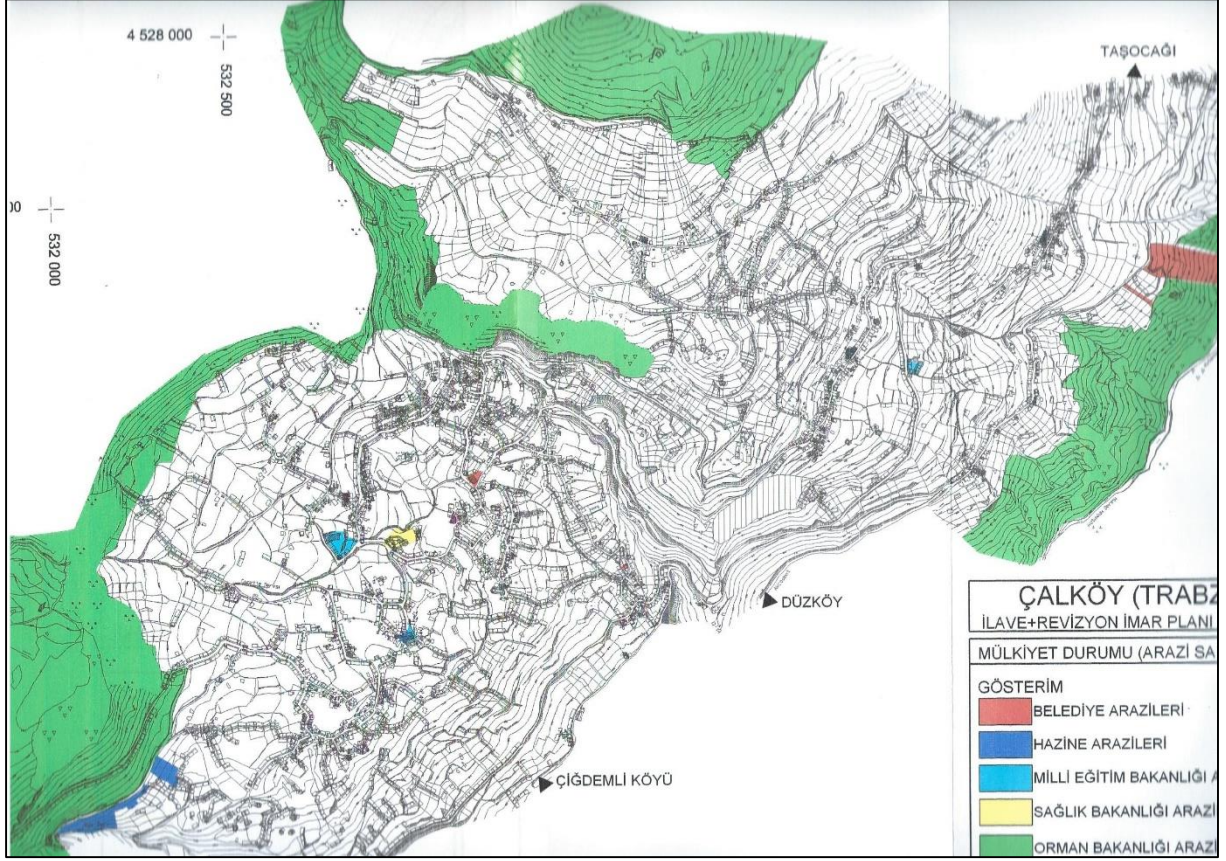 4 528 000
532 500
TAŞOCAĞI
00
532 000
DÜZKÖY
ÇİĞDEMLİ KÖYÜ
ÇALKÖY (TRABZ
İLAVE+REVİZYON İMAR PLANI
MÜLKİYET DURUMU (ARAZİ SA
GÖSTERİM
BELEDİYE ARAZİLERİ
HAZİNE ARAZİLERİ
MİLLİ EĞİTİM BAKANLIĞI A
SAĞLIK BAKANLIĞI ARAZİ
ORMAN BAKANLIĞI ARAZİ